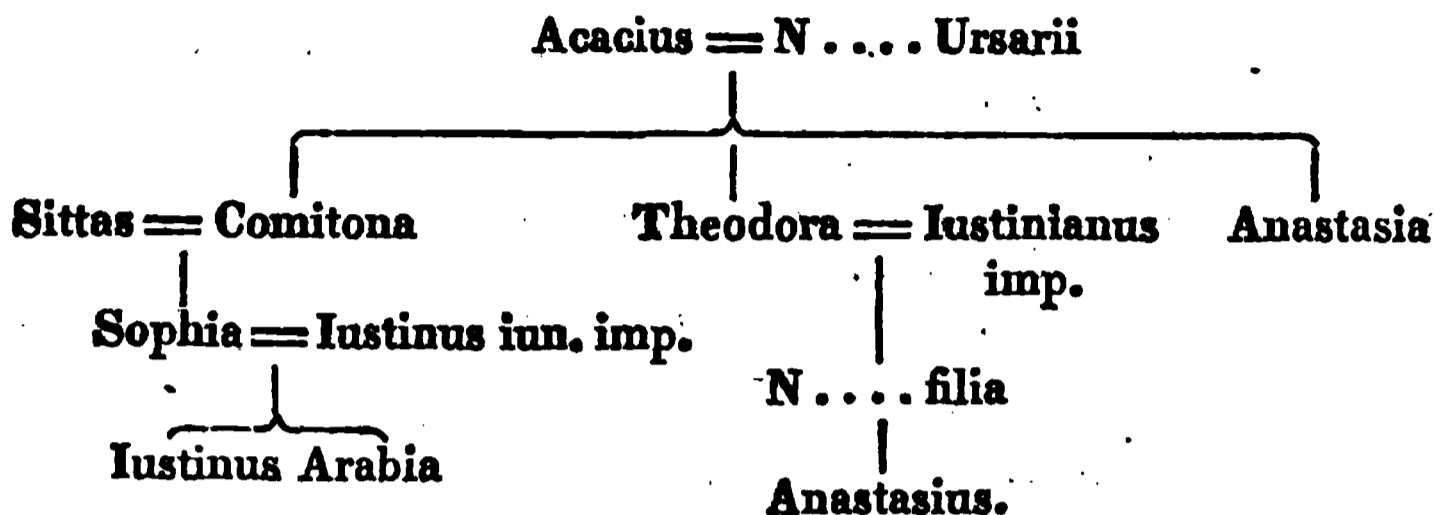 Acacius = N .... Ursarii
Sittas = Comitona Theodora = Iustinianus Anastasia
imp.
Sophia = Iustinus iun. imp.
N .... filia
Iustinus Arabia
Anastasius.